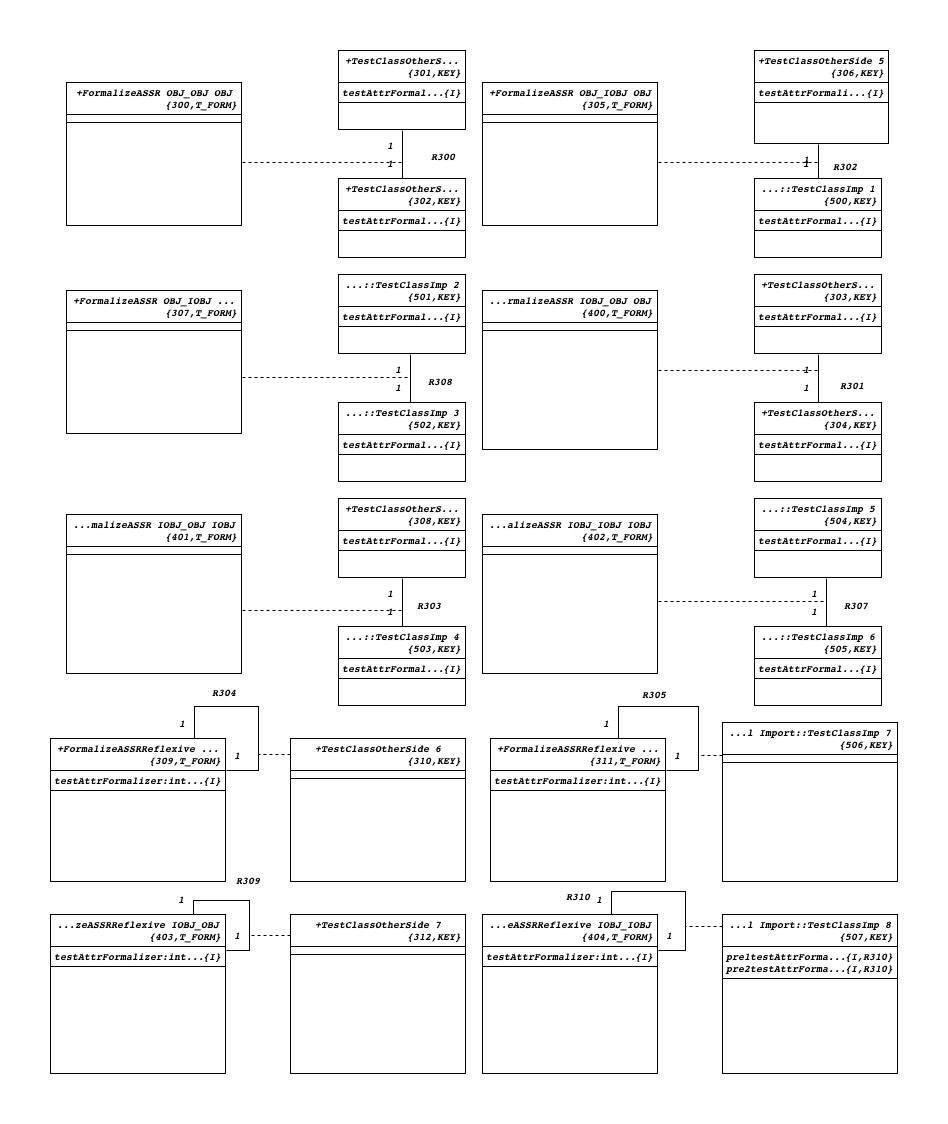 +TestClassOtherS...
{301,KEY}
testAttrFormal...{I}
+TestClassOtherSide 5
{306,KEY}
testAttrFormali...{I}
+FormalizeASSR OBJ_OBJ OBJ
{300,T_FORM}
+FormalizeASSR OBJ_IOBJ OBJ
{305,T_FORM}
1
R300
1
1
R302
1
+TestClassOtherS...
{302,KEY}
testAttrFormal...{I}
...::TestClassImp 1
{500,KEY}
testAttrFormal...{I}
+FormalizeASSR OBJ_IOBJ ...
{307,T_FORM}
...::TestClassImp 2
{501,KEY}
testAttrFormal...{I}
...rmalizeASSR IOBJ_OBJ OBJ
{400,T_FORM}
+TestClassOtherS...
{303,KEY}
testAttrFormal...{I}
1
R308
1
1
R301
1
...::TestClassImp 3
{502,KEY}
testAttrFormal...{I}
+TestClassOtherS...
{304,KEY}
testAttrFormal...{I}
...malizeASSR IOBJ_OBJ IOBJ
{401,T_FORM}
+TestClassOtherS...
{308,KEY}
testAttrFormal...{I}
...alizeASSR IOBJ_IOBJ IOBJ
{402,T_FORM}
...::TestClassImp 5
{504,KEY}
testAttrFormal...{I}
1
R303
1
1
R307
1
...::TestClassImp 4
{503,KEY}
testAttrFormal...{I}
...::TestClassImp 6
{505,KEY}
testAttrFormal...{I}
R304
1
1
R305
1
1
+FormalizeASSRReflexive ...
{309,T_FORM}
testAttrFormalizer:int...{I}
+TestClassOtherSide 6
{310,KEY}
+FormalizeASSRReflexive ...
{311,T_FORM}
testAttrFormalizer:int...{I}
...l Import::TestClassImp 7
{506,KEY}
R309
1
1
R310
1
1
...zeASSRReflexive IOBJ_OBJ
{403,T_FORM}
testAttrFormalizer:int...{I}
+TestClassOtherSide 7
{312,KEY}
...eASSRReflexive IOBJ_IOBJ
{404,T_FORM}
testAttrFormalizer:int...{I}
...l Import::TestClassImp 8
{507,KEY}
pre1testAttrForma...{I,R310}
pre2testAttrForma...{I,R310}